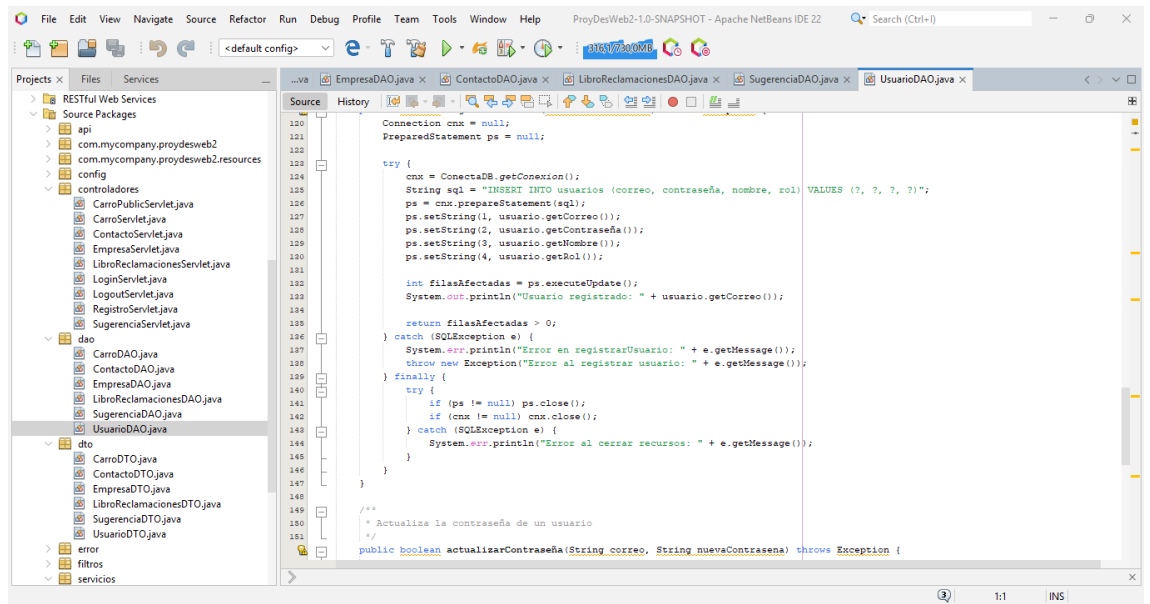 File Edit View Navigate Source Refactor Run Debug Profile Team Tools Window Help ProyDesWeb2-1.0-SNAPSHOT - Apache NetBeans IDE 22 Search (Ctrl+I)
<default config> 316,1/730,0MB
Projects × Files Services
...va EmpresaDAO.java × ContactoDAO.java × LibroReclamacionesDAO.java × SugerenciaDAO.java × UsuarioDAO.java ×
Source History
RESTful Web Services
Source Packages
api
com.mycompany.proydesweb2
com.mycompany.proydesweb2.resources
config
controladores
CarroPublicServlet.java
CarroServlet.java
ContactoServlet.java
EmpresaServlet.java
LibroReclamacionesServlet.java
LoginServlet.java
LogoutServlet.java
RegistroServlet.java
SugerenciaServlet.java
dao
CarroDAO.java
ContactoDAO.java
EmpresaDAO.java
LibroReclamacionesDAO.java
SugerenciaDAO.java
UsuarioDAO.java
dto
CarroDTO.java
ContactoDTO.java
EmpresaDTO.java
LibroReclamacionesDTO.java
SugerenciaDTO.java
UsuarioDTO.java
error
filtros
servicios
120 Connection cnx = null;
121 PreparedStatement ps = null;
122
123 try {
124 cnx = ConectaDB.getConexion();
125 String sql = "INSERT INTO usuarios (correo, contraseña, nombre, rol) VALUES (?, ?, ?, ?)";
126 ps = cnx.prepareStatement(sql);
127 ps.setString(1, usuario.getCorreo());
128 ps.setString(2, usuario.getContraseña());
129 ps.setString(3, usuario.getNombre());
130 ps.setString(4, usuario.getRol());
131
132 int filasAfectadas = ps.executeUpdate();
133 System.out.println("Usuario registrado: " + usuario.getCorreo());
134
135 return filasAfectadas > 0;
136 } catch (SQLException e) {
137 System.err.println("Error en registrarUsuario: " + e.getMessage());
138 throw new Exception("Error al registrar usuario: " + e.getMessage());
139 } finally {
140 try {
141 if (ps != null) ps.close();
142 if (cnx != null) cnx.close();
143 } catch (SQLException e) {
144 System.err.println("Error al cerrar recursos: " + e.getMessage());
145 }
146 }
147 }
148
149 /**
150 * Actualiza la contraseña de un usuario
151 */
public boolean actualizarContraseña(String correo, String nuevaContrasena) throws Exception {
3 1:1 INS